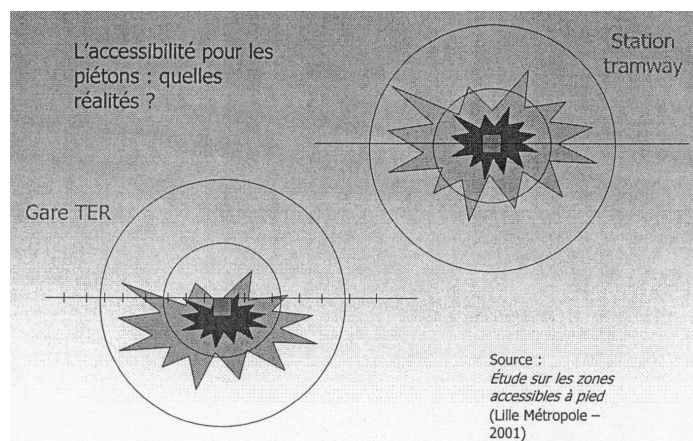 L'accessibilité pour les
piétons : quelles
réalités ?
Station
tramway
Gare TER
Source :
Étude sur les zones
accessibles à pied
(Lille Métropole –
2001)